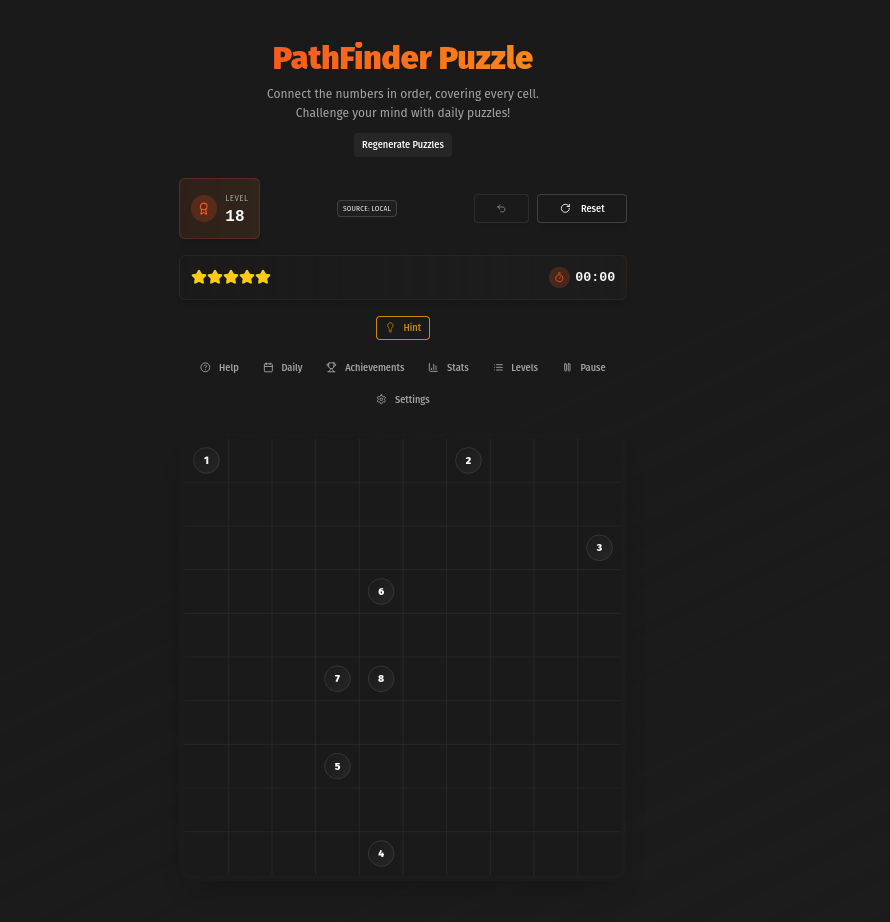 PathFinder Puzzle
Connect the numbers in order, covering every cell.
Challenge your mind with daily puzzles!
Regenerate Puzzles
LEVEL
18
SOURCE: LOCAL
Reset
00:00
Hint
Help Daily Achievements Stats Levels Pause
Settings
1 2
3
6
7 8
5
4